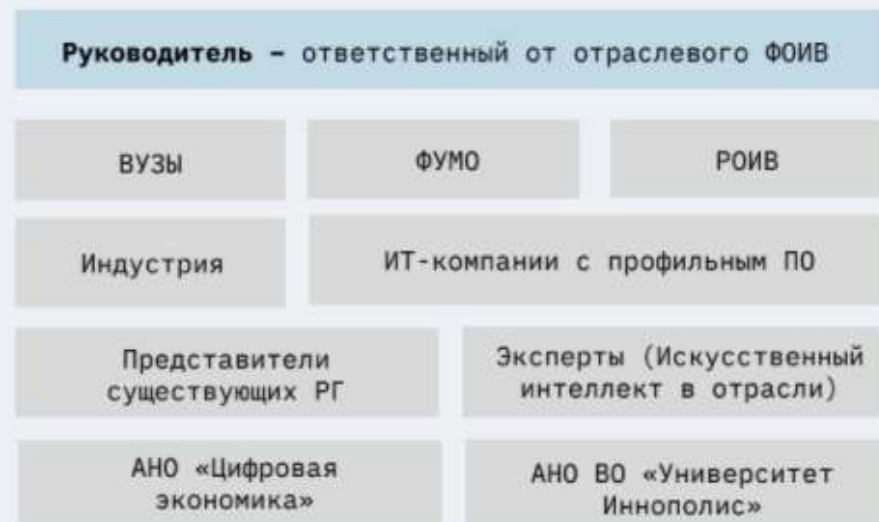 Руководитель – ответственный от отраслевого ФОИВ
ВУЗЫ
ФУМО
РОИВ
Индустрия
ИТ-компании с профильным ПО
Представители
существующих РГ
Эксперты (Искусственный
интеллект в отрасли)
АНО «Цифровая
экономика»
АНО ВО «Университет
Иннополис»